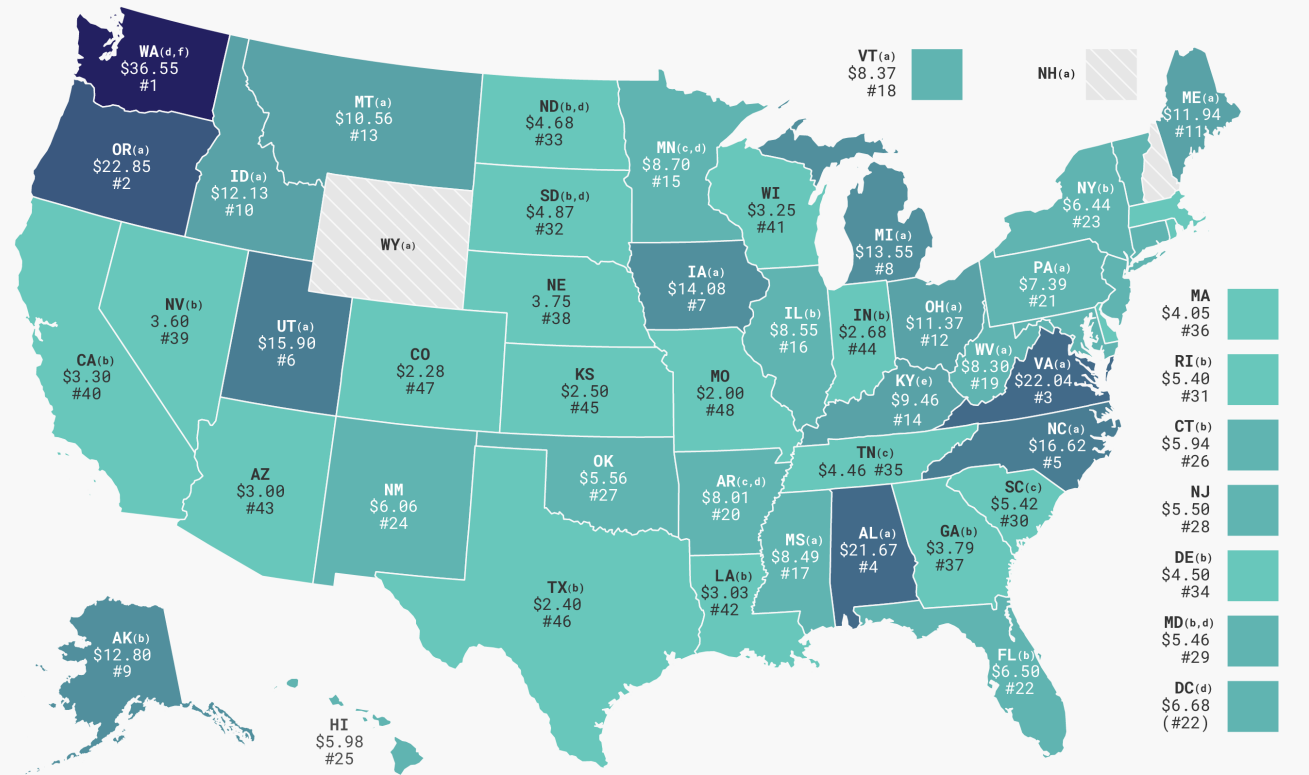 WA(d,f)
$36.55
#1
OR(a)
$22.85
#2
MT(a)
$10.56
#13
ID(a)
$12.13
#10
WY(a)
ND(b,d)
$4.68
#33
SD(b,d)
$4.87
#32
MN(c,d)
$8.70
#15
WI
$3.25
#41
MI(a)
$13.55
#8
VT(a)
$8.37
#18
NH(a)
ME(a)
$11.94
#11
NY(b)
$6.44
#23
PA(a)
$7.39
#21
NV(b)
3.60
#39
UT(a)
$15.90
#6
CA(b)
$3.30
#40
CO
$2.28
#47
NE
3.75
#38
KS
$2.50
#45
IA(a)
$14.08
#7
MO
$2.00
#48
IL(b)
$8.55
#16
IN(b)
$2.68
#44
OH(a)
$11.37
#12
WV(a)
$8.30
#19
VA(a)
$22.04
#3
KY(e)
$9.46
#14
NC(a)
$16.62
#5
TN(c)
$4.46 #35
SC(c)
$5.42
#30
AZ
$3.00
#43
NM
$6.06
#24
OK
$5.56
#27
AR(c,d)
$8.01
#20
MS(a)
$8.49
#17
AL(a)
$21.67
#4
GA(b)
$3.79
#37
TX(b)
$2.40
#46
LA(b)
$3.03
#42
FL(b)
$6.50
#22
AK(b)
$12.80
#9
HI
$5.98
#25
MA
$4.05
#36
RI(b)
$5.40
#31
CT(b)
$5.94
#26
NJ
$5.50
#28
DE(b)
$4.50
#34
MD(b,d)
$5.46
#29
DC(d)
$6.68
(#22)